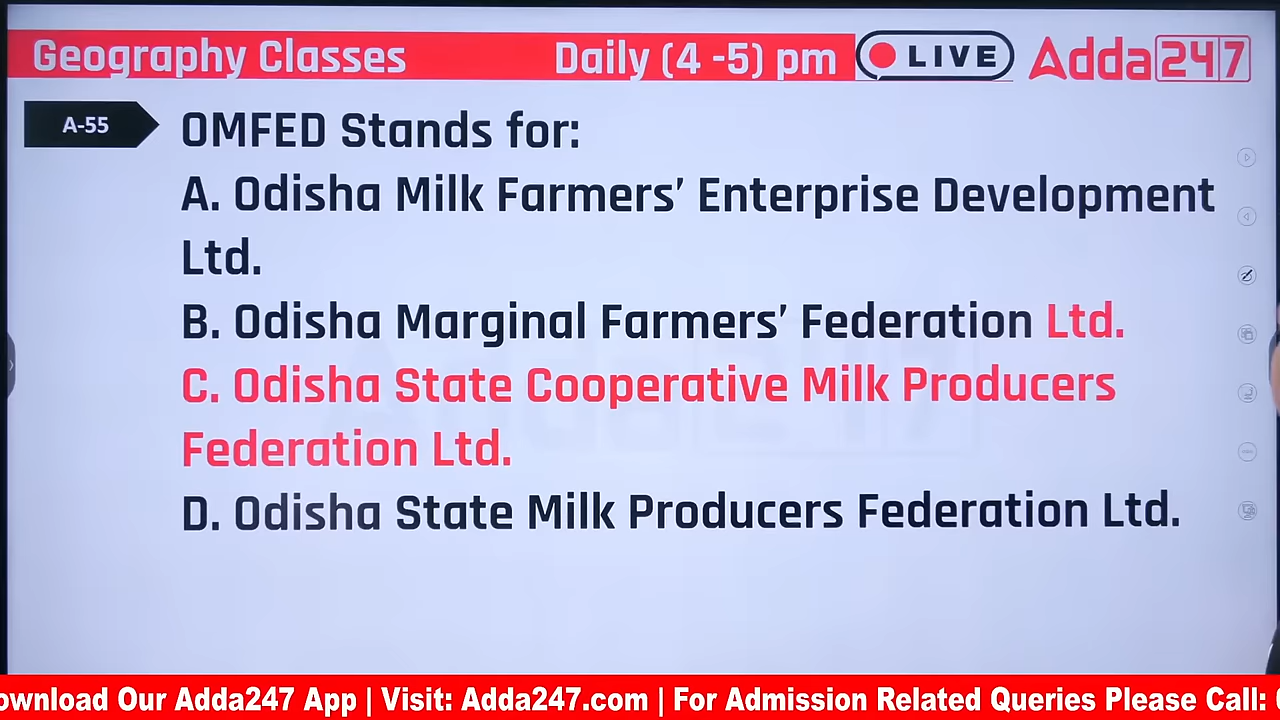 Geography Classes Daily (4 -5) pm LIVE Adda247
A-55
OMFED Stands for:
A. Odisha Milk Farmers’ Enterprise Development
Ltd.
B. Odisha Marginal Farmers’ Federation Ltd.
C. Odisha State Cooperative Milk Producers
Federation Ltd.
D. Odisha State Milk Producers Federation Ltd.
Our Adda247 App | Visit: Adda247.com | For Admission Related Queries Please Call: